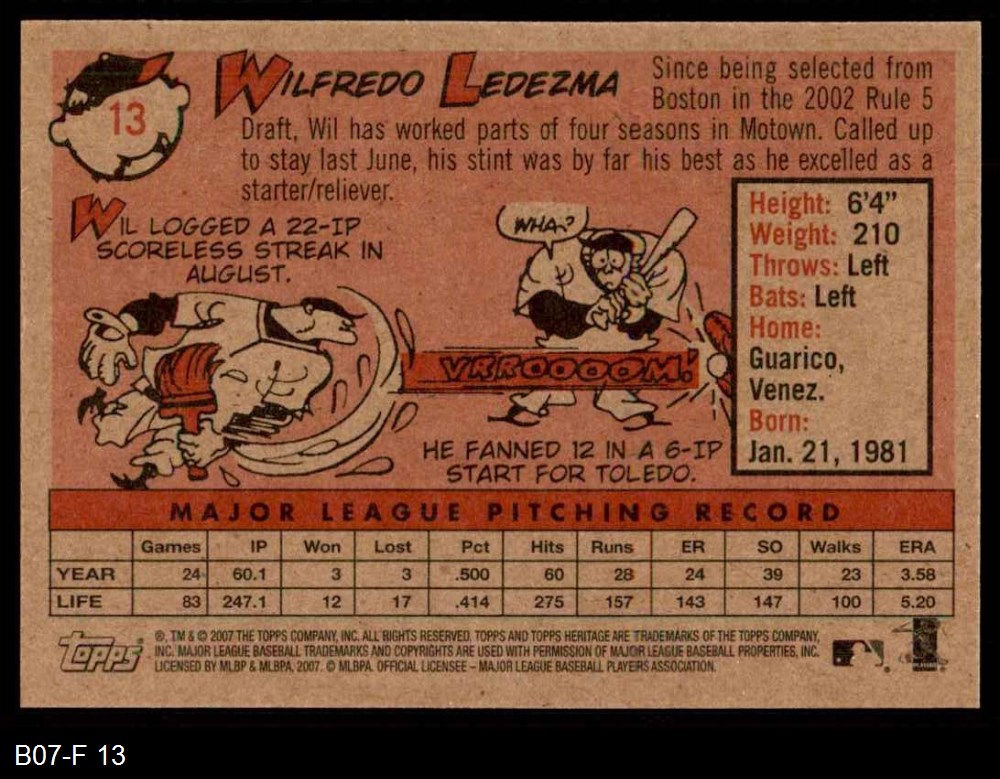 13
WILFREDO LEDEZMA
Since being selected from
Boston in the 2002 Rule 5
Draft, Wil has worked parts of four seasons in Motown. Called up
to stay last June, his stint was by far his best as he excelled as a
starter/reliever.
WIL LOGGED A 22-IP
SCORELESS STREAK IN
AUGUST.
WHA?
VRROOOOM!
HE FANNED 12 IN A 6-IP
START FOR TOLEDO.
Height: 6'4"
Weight: 210
Throws: Left
Bats: Left
Home:
Guarico,
Venez.
Born:
Jan. 21, 1981
MAJOR LEAGUE PITCHING RECORD
Games IP Won Lost Pct Hits Runs ER SO Walks ERA
YEAR 24 60.1 3 3 .500 60 28 24 39 23 3.58
LIFE 83 247.1 12 17 .414 275 157 143 147 100 5.20
Topps
®, TM & © 2007 THE TOPPS COMPANY, INC. ALL RIGHTS RESERVED. TOPPS AND TOPPS HERITAGE ARE TRADEMARKS OF THE TOPPS COMPANY,
INC. MAJOR LEAGUE BASEBALL TRADEMARKS AND COPYRIGHTS ARE USED WITH PERMISSION OF MAJOR LEAGUE BASEBALL PROPERTIES, INC.
LICENSED BY MLBP & MLBPA. 2007. © MLBPA. OFFICIAL LICENSEE – MAJOR LEAGUE BASEBALL PLAYERS ASSOCIATION.
B07-F 13